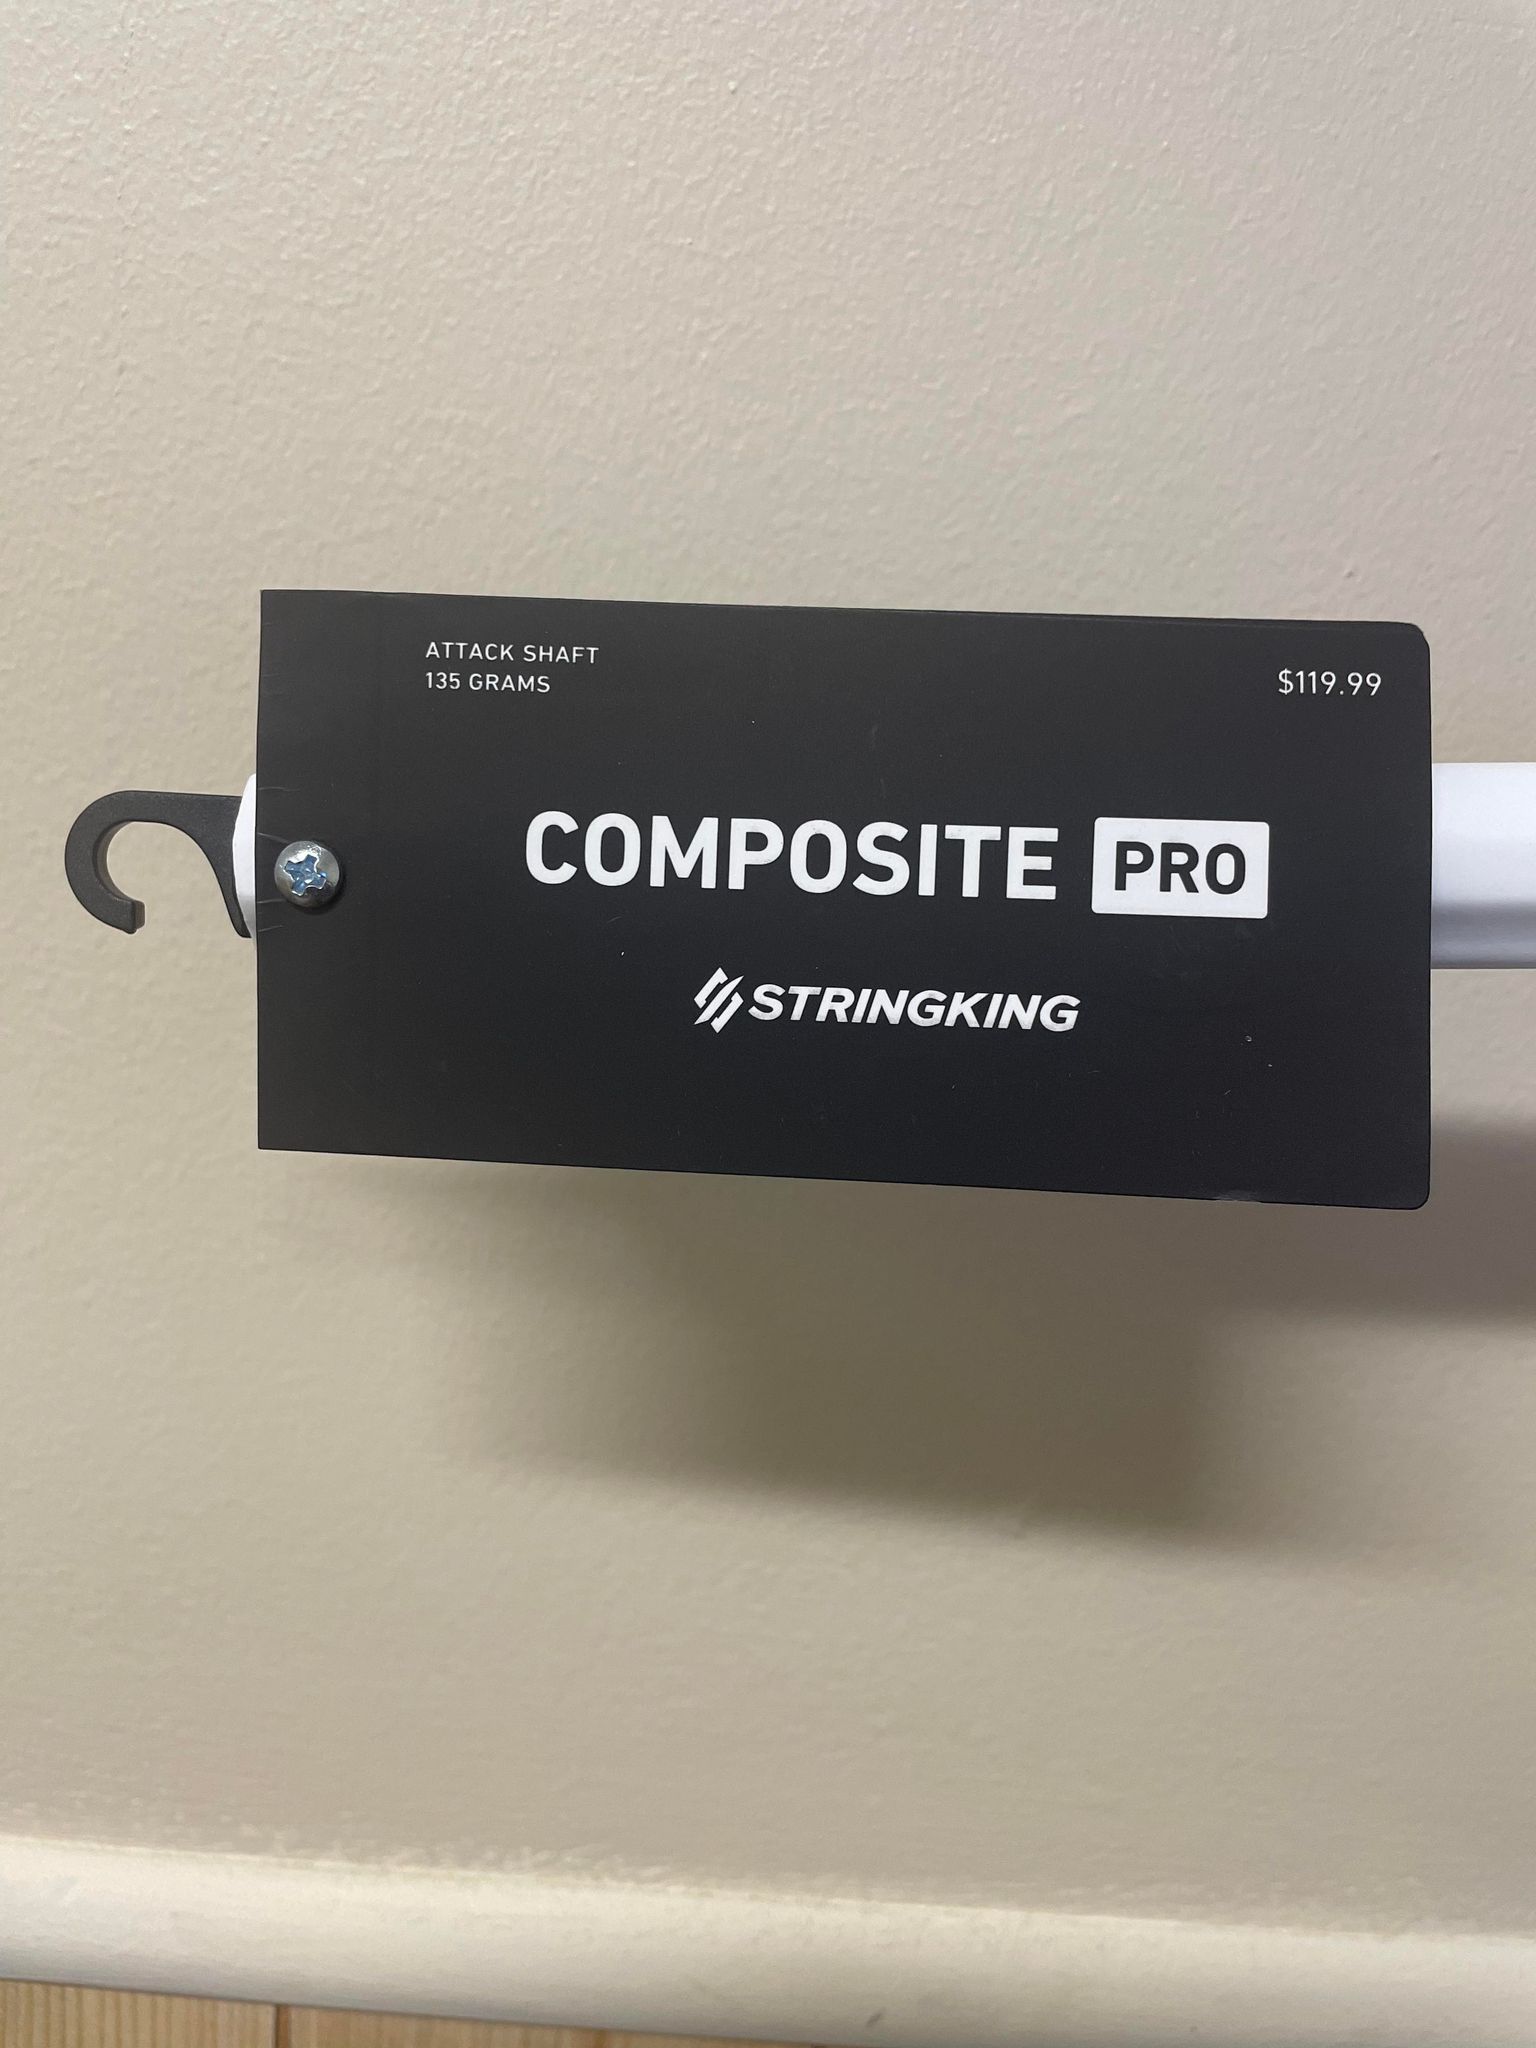 ATTACK SHAFT
135 GRAMS
$119.99
COMPOSITE PRO
STRINGKING